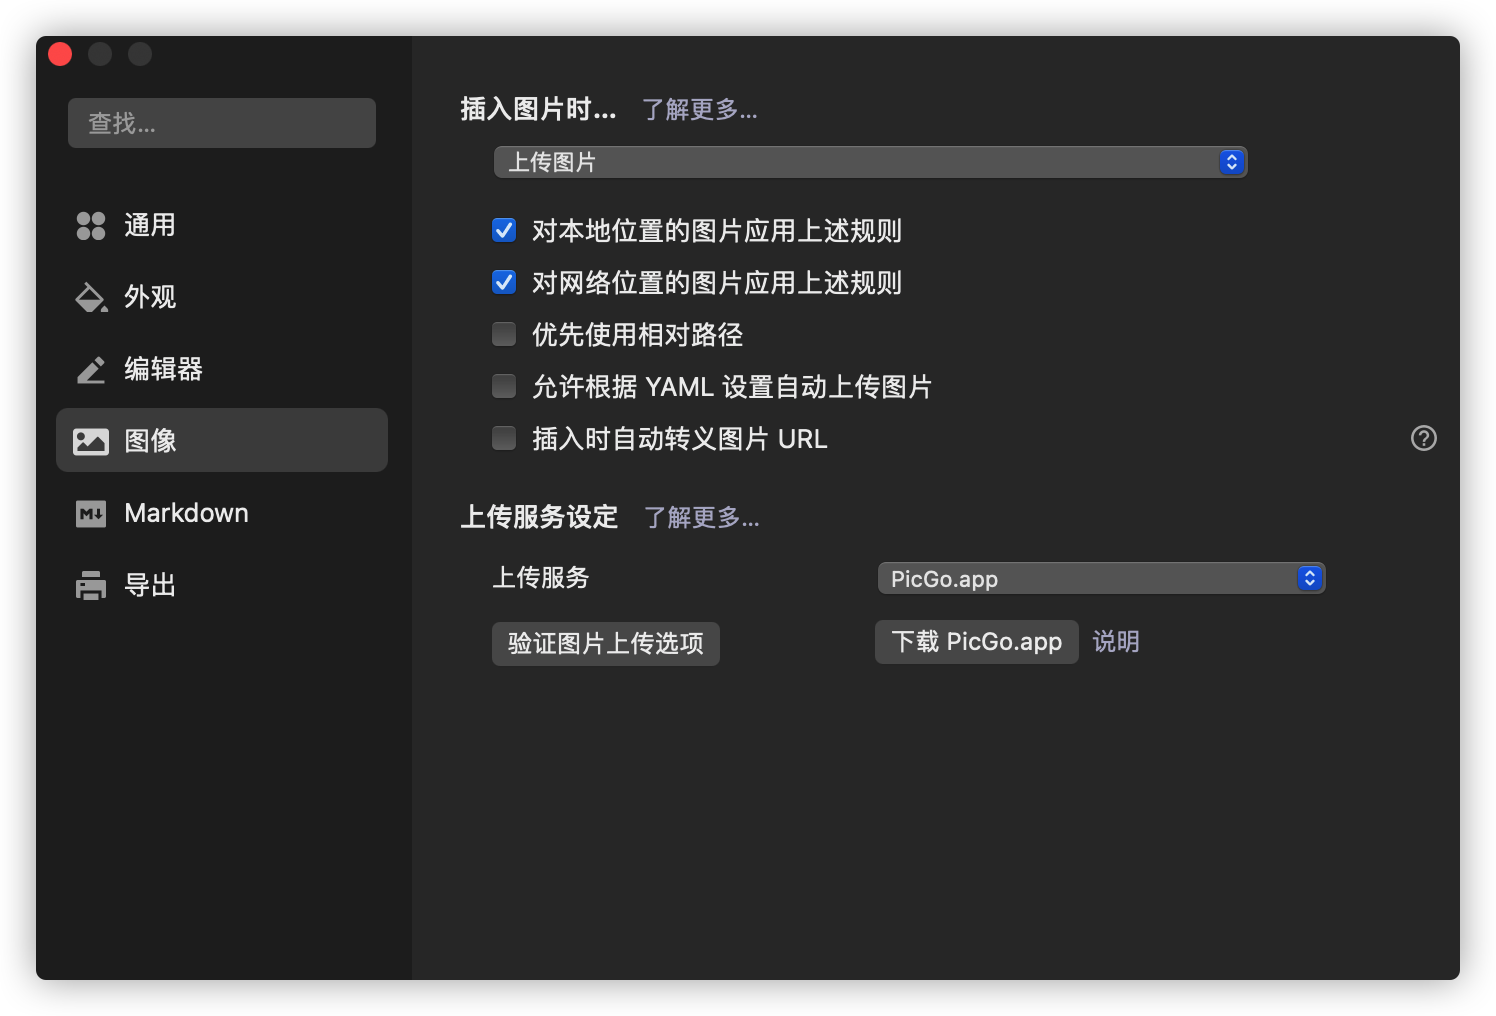 查找...
通用
外观
编辑器
图像
Markdown
导出
插入图片时... 了解更多...
上传图片
对本地位置的图片应用上述规则
对网络位置的图片应用上述规则
优先使用相对路径
允许根据 YAML 设置自动上传图片
插入时自动转义图片 URL
上传服务设定 了解更多...
上传服务 PicGo.app
验证图片上传选项 下载 PicGo.app 说明